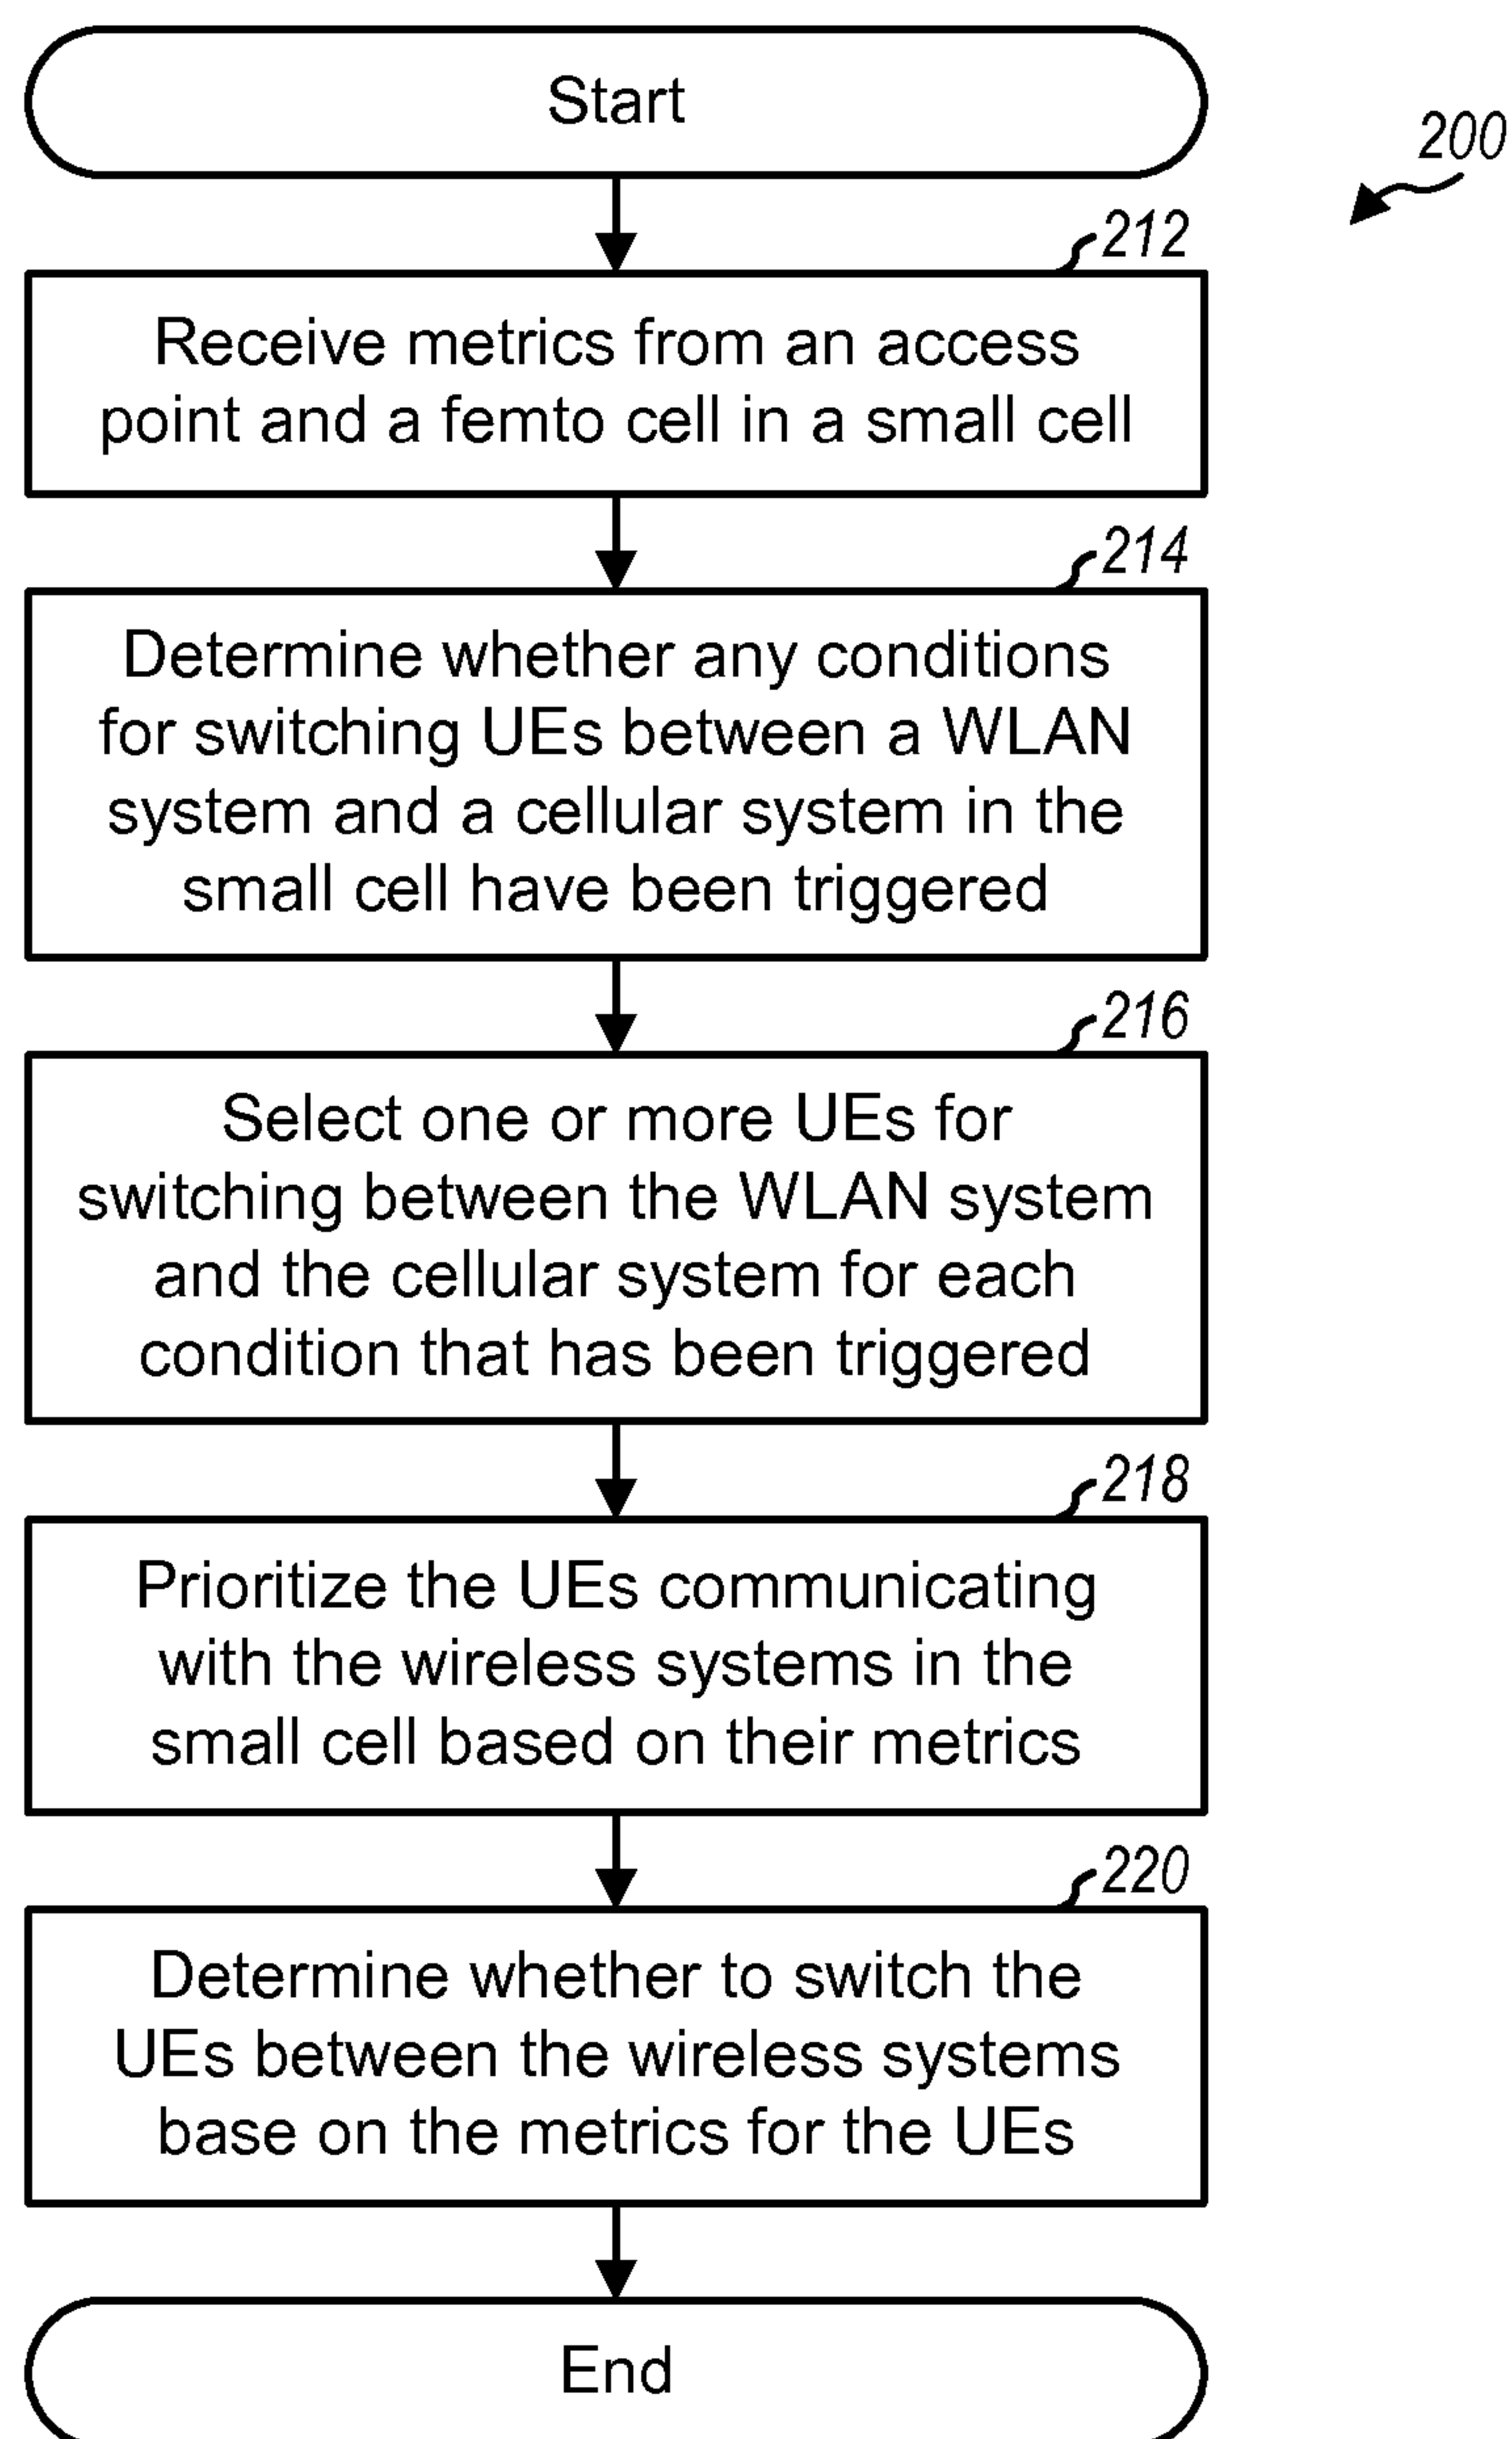 Start
200
212
Receive metrics from an access
point and a femto cell in a small cell
214
Determine whether any conditions
for switching UEs between a WLAN
system and a cellular system in the
small cell have been triggered
216
Select one or more UEs for
switching between the WLAN system
and the cellular system for each
condition that has been triggered
218
Prioritize the UEs communicating
with the wireless systems in the
small cell based on their metrics
220
Determine whether to switch the
UEs between the wireless systems
base on the metrics for the UEs
End